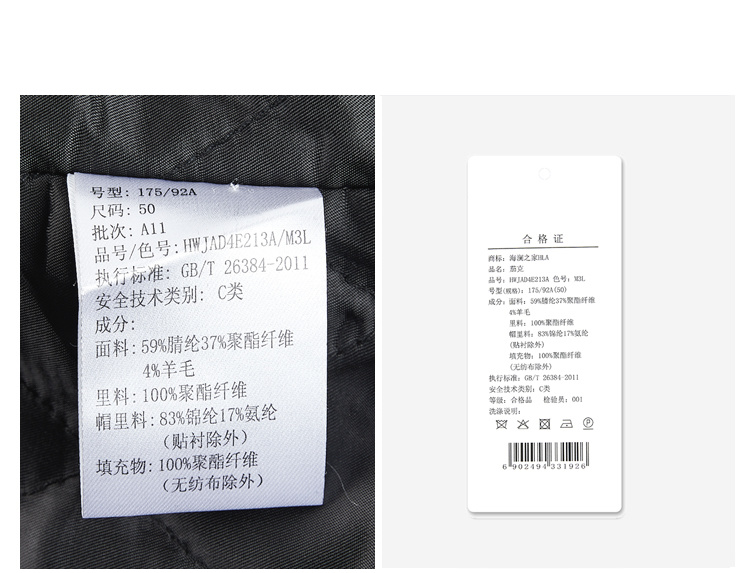 号型: 175/92A
尺码: 50
批次: A11
品号/色号: HWJAD4E213A/M3L
执行标准: GB/T 26384-2011
安全技术类别: C类
成分:
面料: 59%腈纶37%聚酯纤维
4%羊毛
里料: 100%聚酯纤维
帽里料: 83%锦纶17%氨纶
(贴衬除外)
填充物: 100%聚酯纤维
(无纺布除外)
合格证
商标: 海澜之家HLA
品名: 茄克
品号: HWJAD4E213A 色号: M3L
号型(规格): 175/92A(50)
成分: 面料: 59%腈纶37%聚酯纤维
4%羊毛
里料: 100%聚酯纤维
帽里料: 83%锦纶17%氨纶
(贴衬除外)
填充物: 100%聚酯纤维
(无纺布除外)
执行标准: GB/T 26384-2011
安全技术类别: C类
等级: 合格品 检验员: 001
洗涤说明:
6 902494 331926